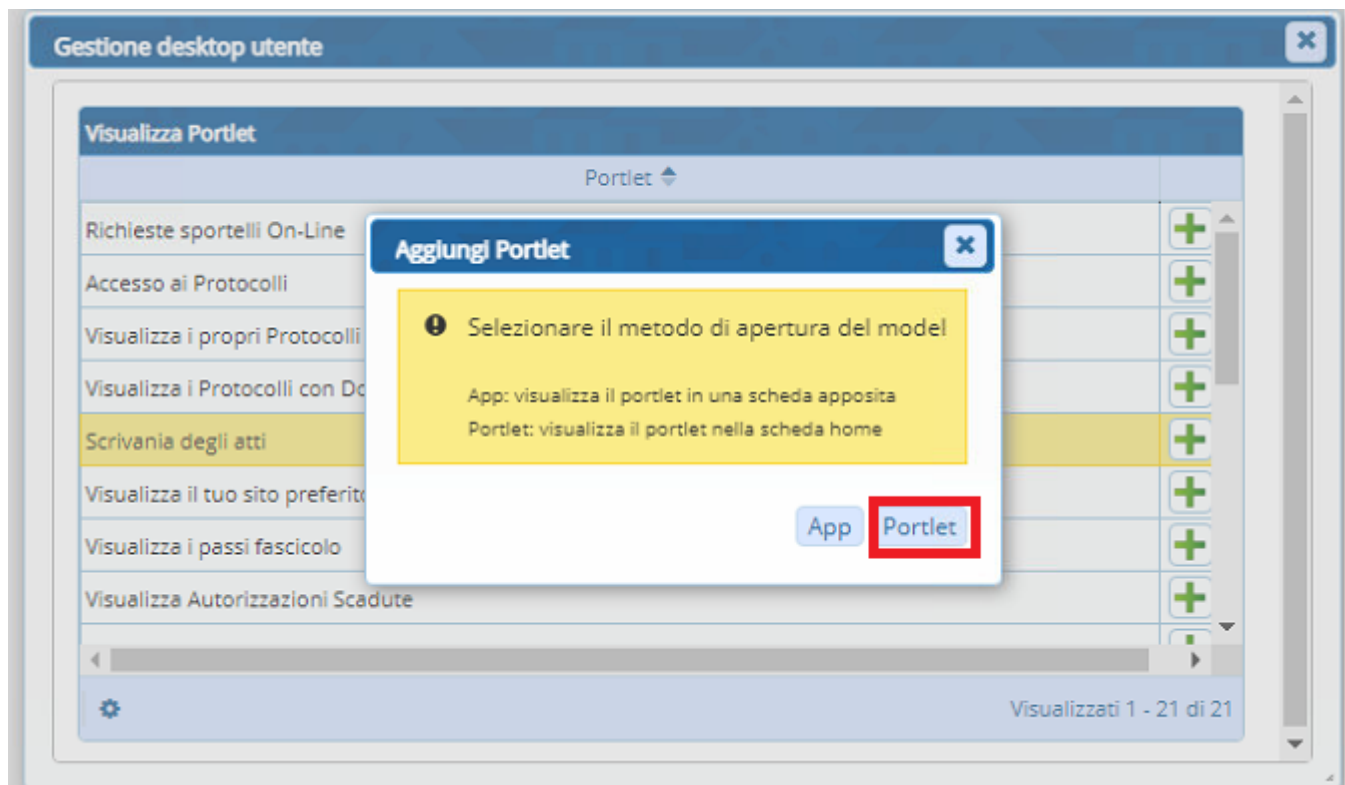 Gestione desktop utente
Visualizza Portlet
Portlet
Richieste sportelli On-Line
Accesso ai Protocolli
Visualizza i propri Protocolli
Visualizza i Protocolli con Do
Scrivania degli atti
Visualizza il tuo sito preferito
Visualizza i passi fascicolo
Visualizza Autorizzazioni Scadute
Aggiungi Portlet
Selezionare il metodo di apertura del model
App: visualizza il portlet in una scheda apposita
Portlet: visualizza il portlet nella scheda home
App Portlet
Visualizzati 1 - 21 di 21